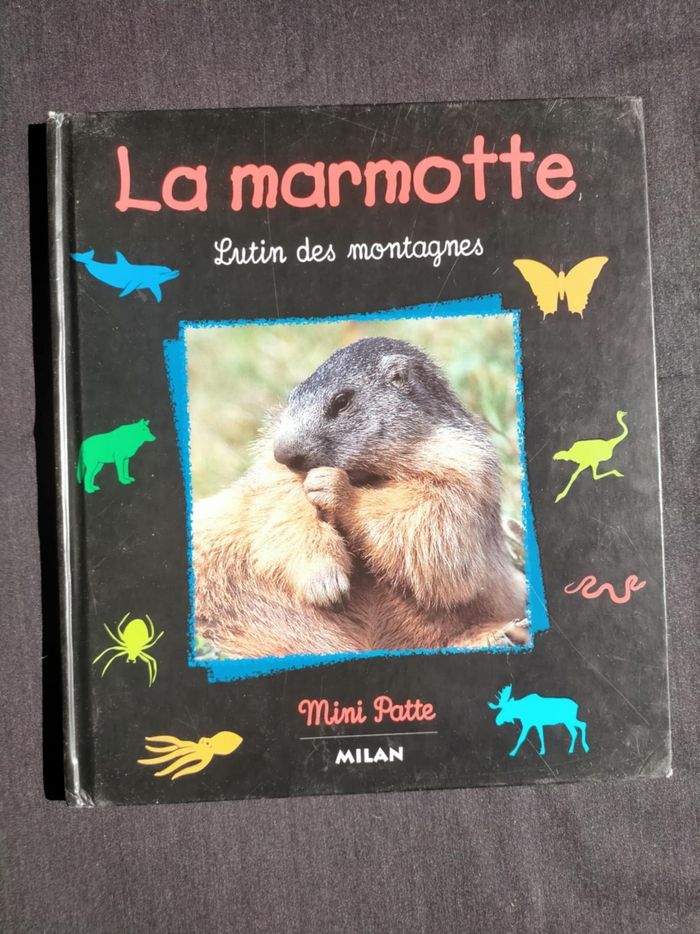 La marmotte
Lutin des montagnes
Mini Patte
MILAN